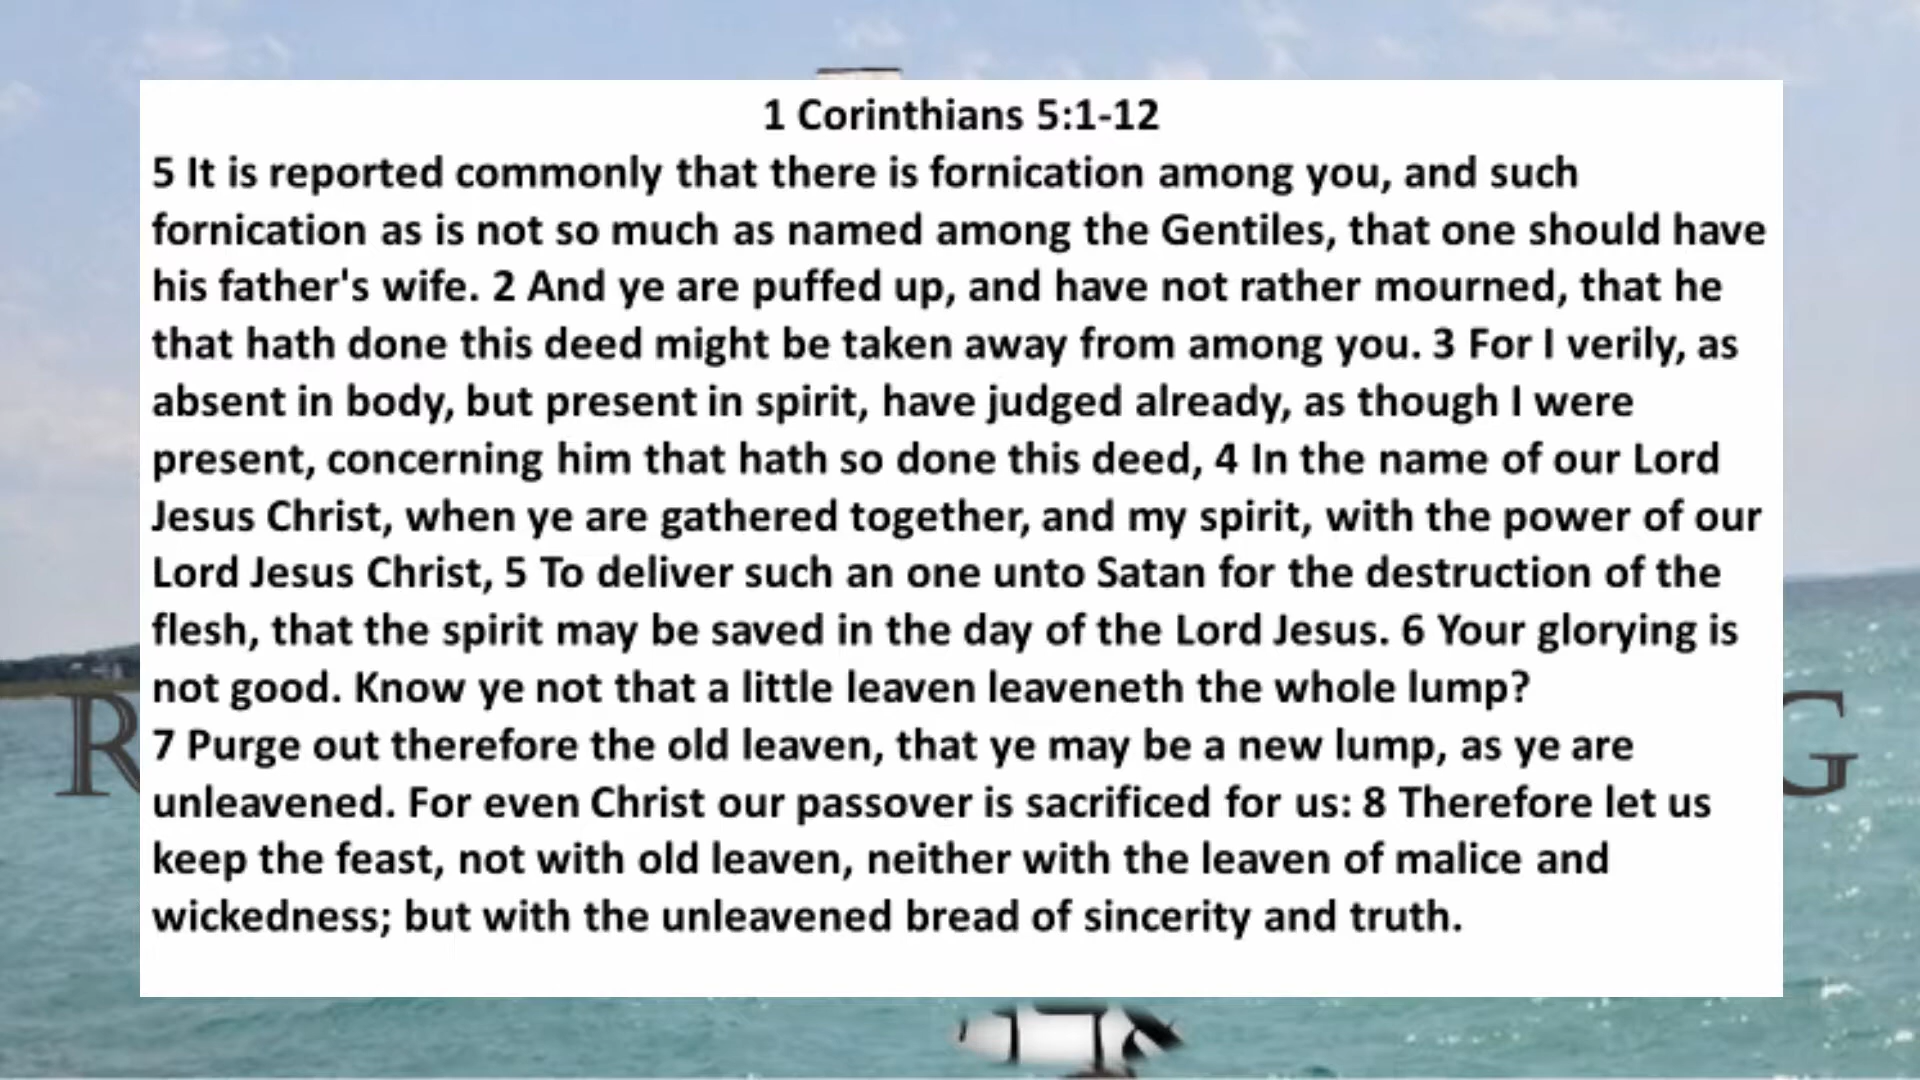 1 Corinthians 5:1-12
5 It is reported commonly that there is fornication among you, and such
fornication as is not so much as named among the Gentiles, that one should have
his father's wife. 2 And ye are puffed up, and have not rather mourned, that he
that hath done this deed might be taken away from among you. 3 For I verily, as
absent in body, but present in spirit, have judged already, as though I were
present, concerning him that hath so done this deed, 4 In the name of our Lord
Jesus Christ, when ye are gathered together, and my spirit, with the power of our
Lord Jesus Christ, 5 To deliver such an one unto Satan for the destruction of the
flesh, that the spirit may be saved in the day of the Lord Jesus. 6 Your glorying is
not good. Know ye not that a little leaven leaveneth the whole lump?
7 Purge out therefore the old leaven, that ye may be a new lump, as ye are
unleavened. For even Christ our passover is sacrificed for us: 8 Therefore let us
keep the feast, not with old leaven, neither with the leaven of malice and
wickedness; but with the unleavened bread of sincerity and truth.